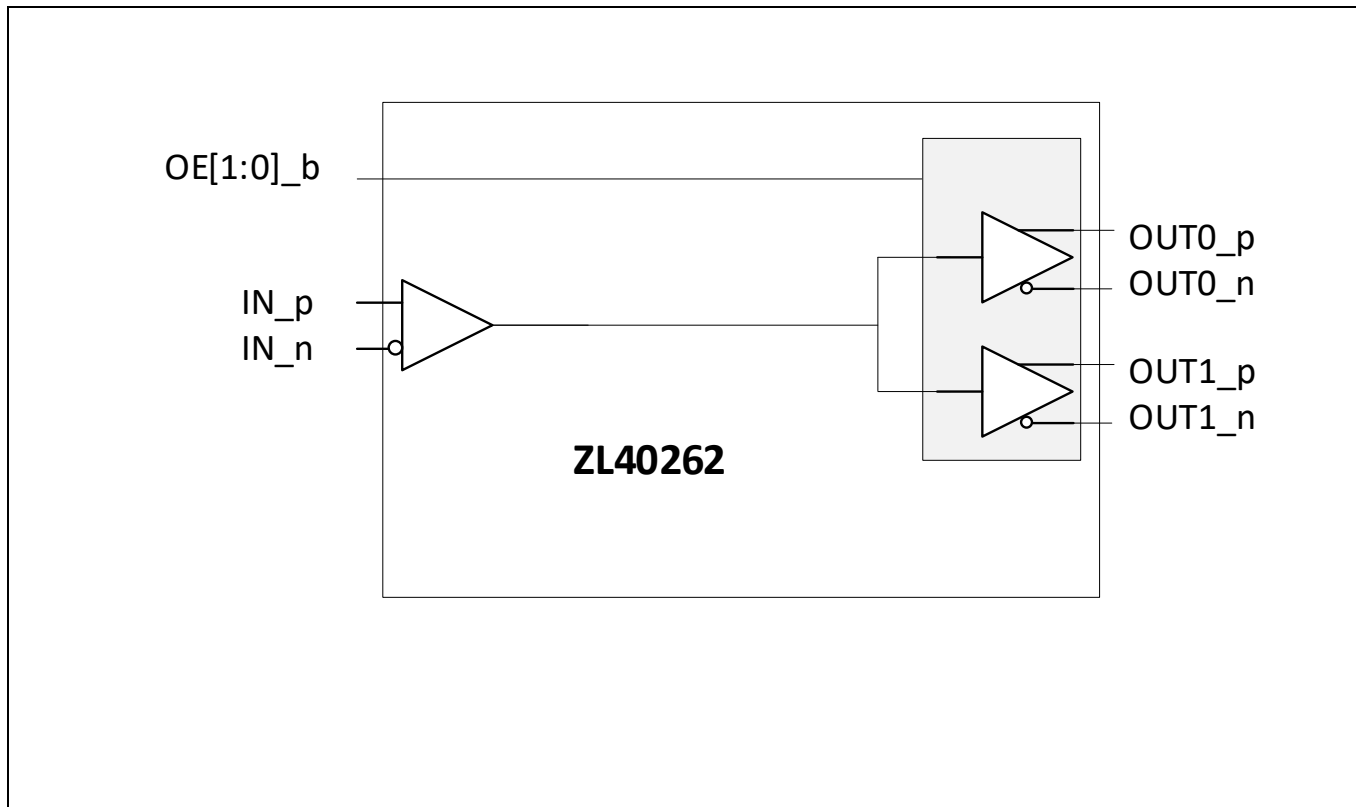 OE[1:0]_b
IN_p
IN_n
OUT0_p
OUT0_n
OUT1_p
OUT1_n
ZL40262